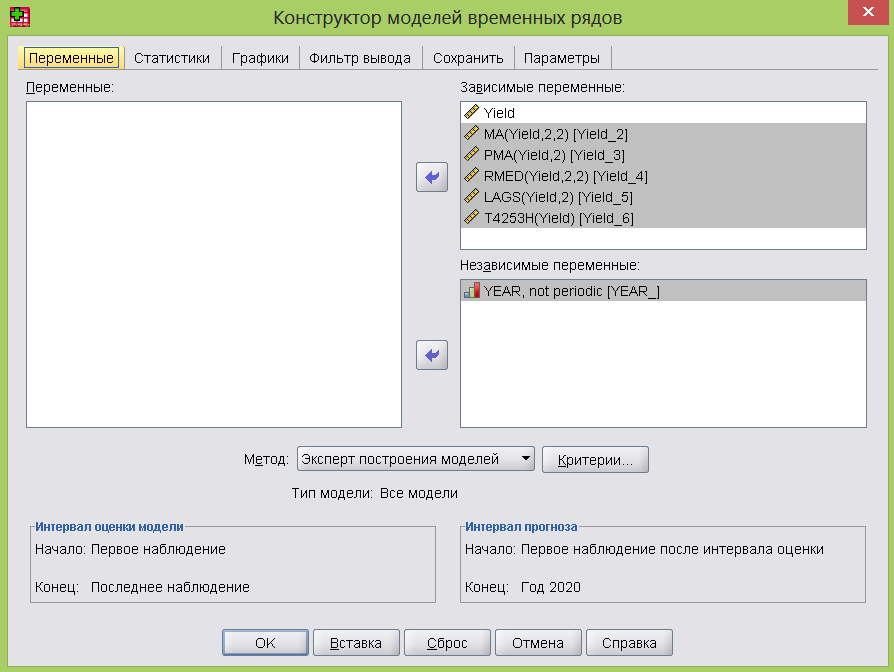 Конструктор моделей временных рядов
Переменные Статистики Графики Фильтр вывода Сохранить Параметры
Переменные:
Зависимые переменные:
Yield
MA(Yield,2,2) [Yield_2]
PMA(Yield,2) [Yield_3]
RMED(Yield,2,2) [Yield_4]
LAGS(Yield,2) [Yield_5]
T4253H(Yield) [Yield_6]
Независимые переменные:
YEAR, not periodic [YEAR_]
Метод: Эксперт построения моделей Критерии...
Тип модели: Все модели
Интервал оценки модели
Начало: Первое наблюдение
Конец: Последнее наблюдение
Интервал прогноза
Начало: Первое наблюдение после интервала оценки
Конец: Год 2020
OK Вставка Сброс Отмена Справка